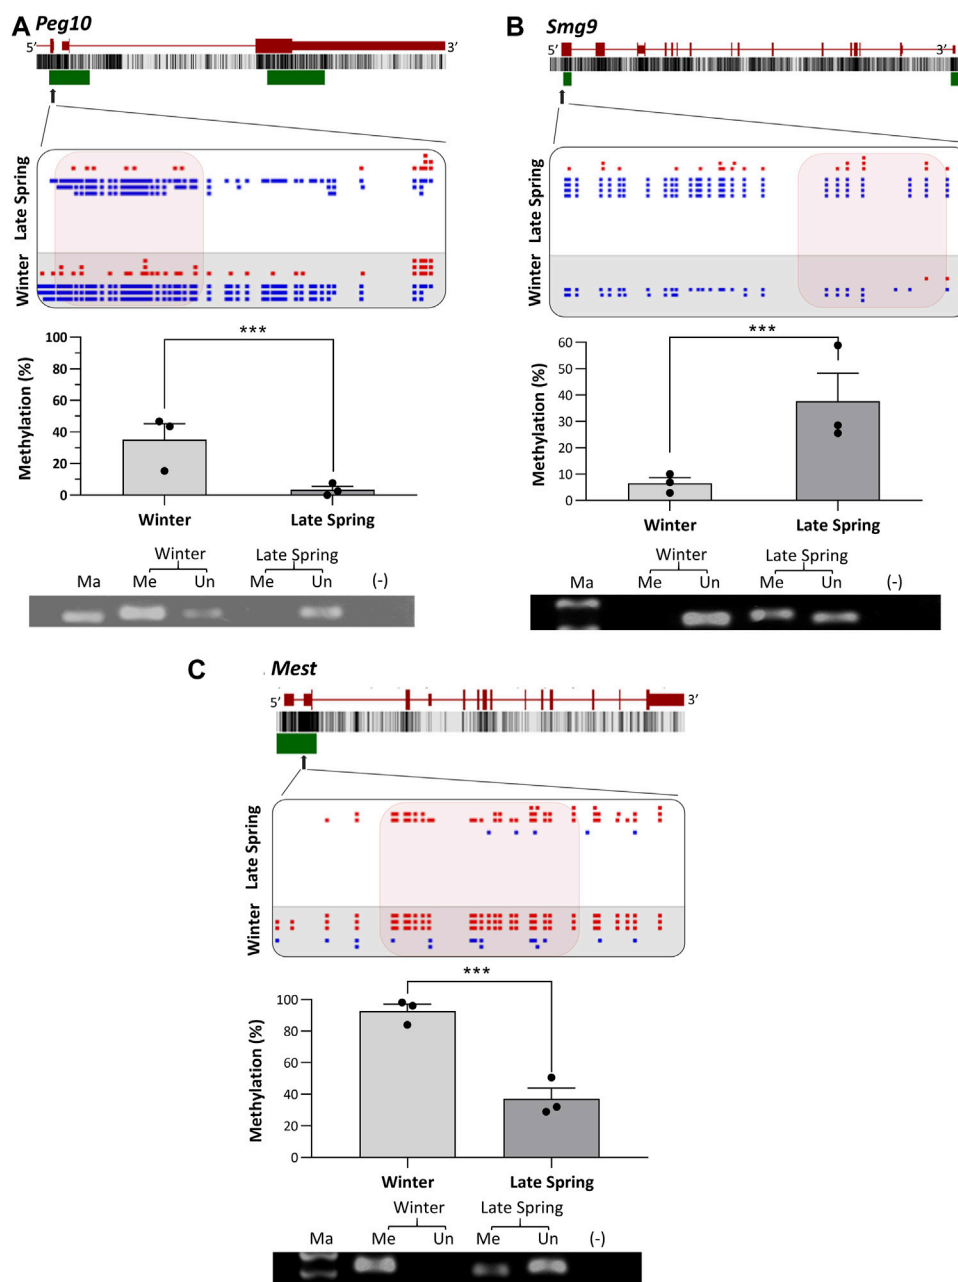 A Peg10
5' 3'
Late Spring
Winter
***
Methylation (%)
100
80
60
40
20
0
Winter Late Spring
Winter Late Spring
Ma Me Un Me Un (-)
B Smg9
5' 3'
Late Spring
Winter
***
Methylation (%)
60
50
40
30
20
10
0
Winter Late Spring
Winter Late Spring
Ma Me Un Me Un (-)
C Mest
5' 3'
Late Spring
Winter
***
Methylation (%)
100
80
60
40
20
0
Winter Late Spring
Winter Late Spring
Ma Me Un Me Un (-)